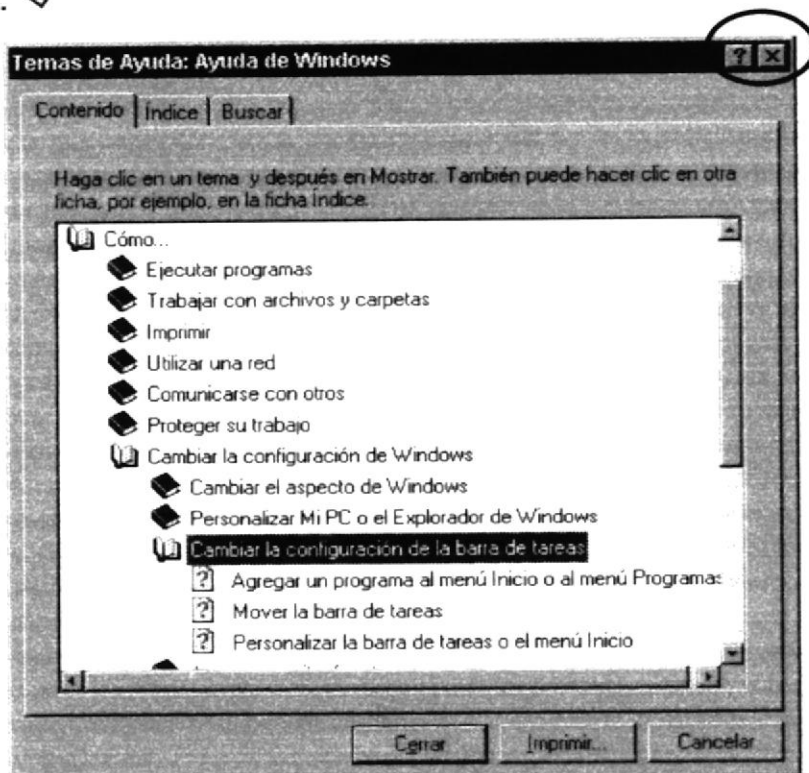 Temas de Ayuda: Ayuda de Windows
Contenido Índice Buscar
Haga clic en un tema y después en Mostrar. También puede hacer clic en otra
ficha, por ejemplo, en la ficha Índice.
Cómo...
Ejecutar programas
Trabajar con archivos y carpetas
Imprimir
Utilizar una red
Comunicarse con otros
Proteger su trabajo
Cambiar la configuración de Windows
Cambiar el aspecto de Windows
Personalizar Mi PC o el Explorador de Windows
Cambiar la configuración de la barra de tareas
? Agregar un programa al menú Inicio o al menú Programas
? Mover la barra de tareas
? Personalizar la barra de tareas o el menú Inicio
Cerrar Imprimir... Cancelar